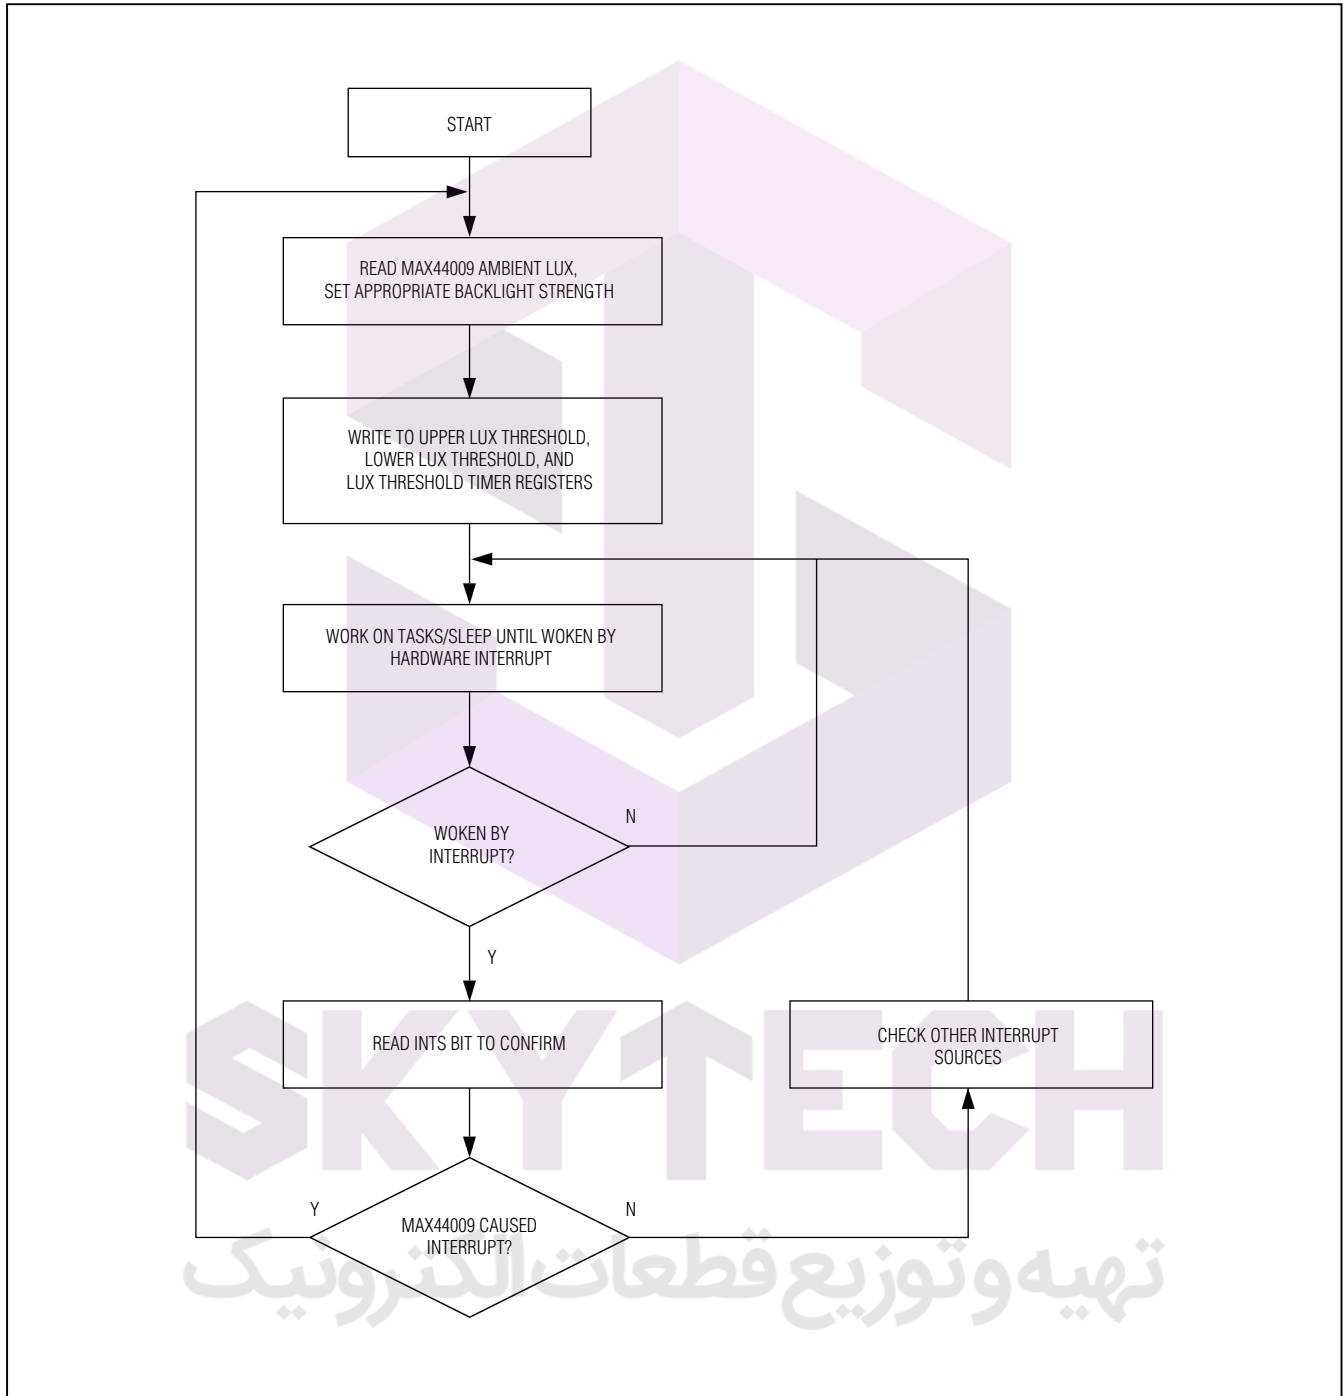 START
READ MAX44009 AMBIENT LUX,
SET APPROPRIATE BACKLIGHT STRENGTH
WRITE TO UPPER LUX THRESHOLD,
LOWER LUX THRESHOLD, AND
LUX THRESHOLD TIMER REGISTERS
WORK ON TASKS/SLEEP UNTIL WOKEN BY
HARDWARE INTERRUPT
N
WOKEN BY
INTERRUPT?
Y
READ INTS BIT TO CONFIRM
CHECK OTHER INTERRUPT
SOURCES
SKYTECH
Y
N
MAX44009 CAUSED
INTERRUPT?
تهیه و توزیع قطعات الکترونیک